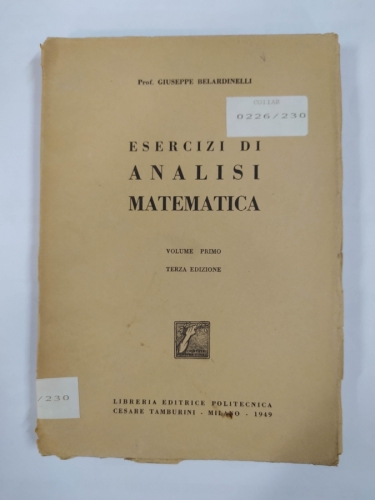 Prof. GIUSEPPE BELARDINELLI
0226/230
ESERCIZI DI
ANALISI
MATEMATICA
VOLUME PRIMO
TERZA EDIZIONE
/230
LIBRERIA EDITRICE POLITECNICA
CESARE TAMBURINI - MILANO - 1949